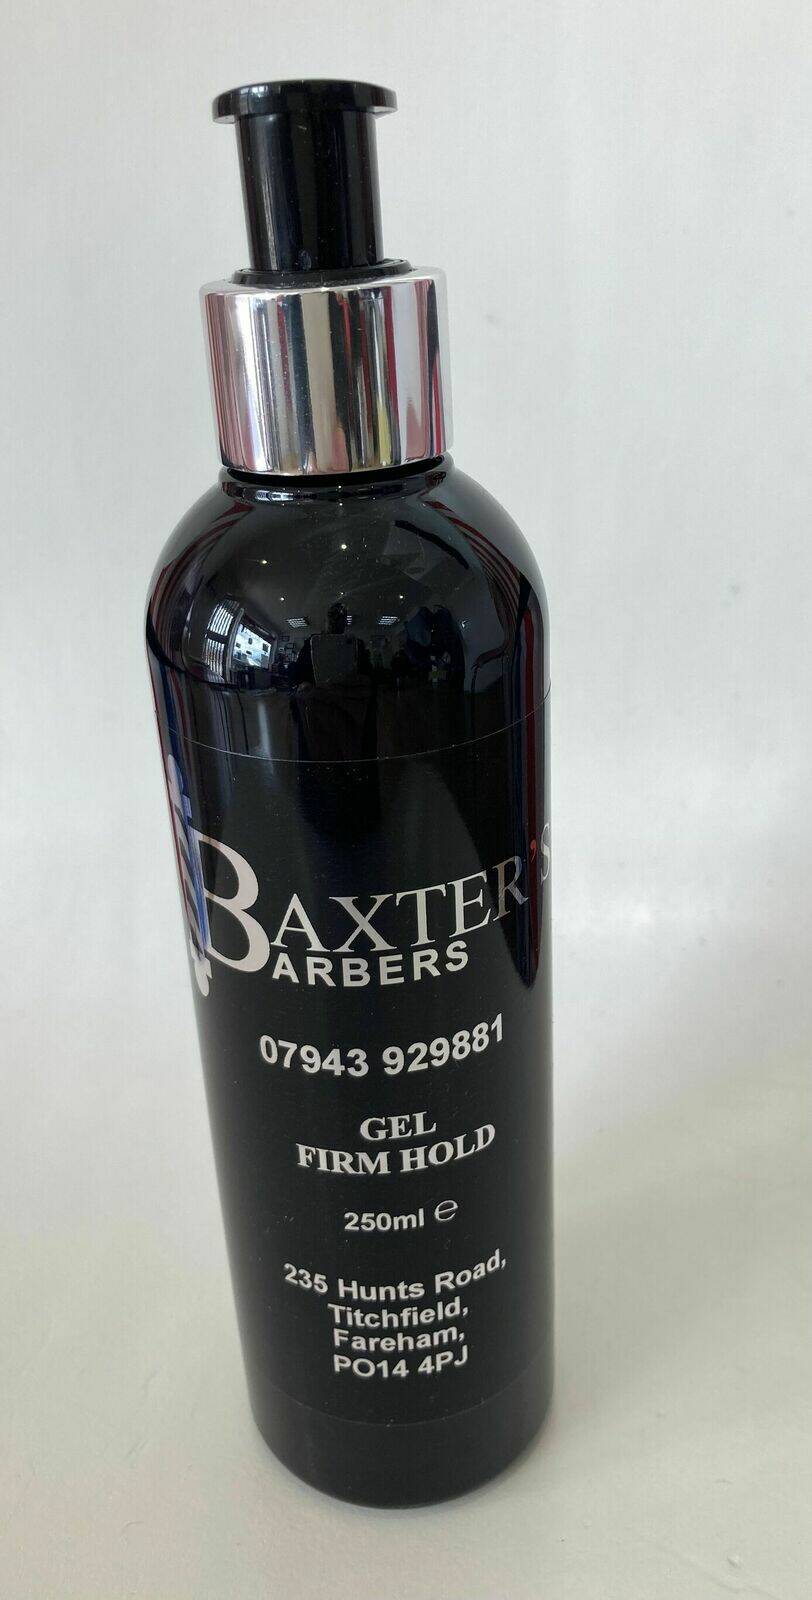 BAXTER'S
BARBERS
07943 929881
GEL
FIRM HOLD
250ml ℮
235 Hunts Road,
Titchfield,
Fareham,
PO14 4PJ